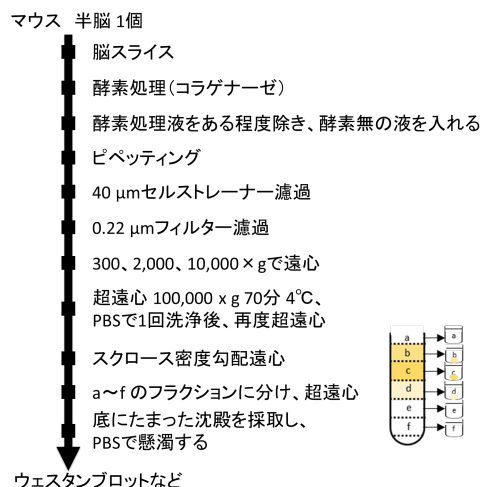 マウス 半脳 1個
脳スライス
酵素処理（コラゲナーゼ）
酵素処理液をある程度除き、酵素無の液を入れる
ピペッティング
40 μmセルストレーナー濾過
0.22 μmフィルター濾過
300、2,000、10,000×gで遠心
超遠心 100,000 x g 70分 4℃、
PBSで1回洗浄後、再度超遠心
スクロース密度勾配遠心
a～f のフラクションに分け、超遠心
底にたまった沈殿を採取し、
PBSで懸濁する
ウェスタンブロットなど
a
a
b
b
c
c
d
d
e
e
f
f